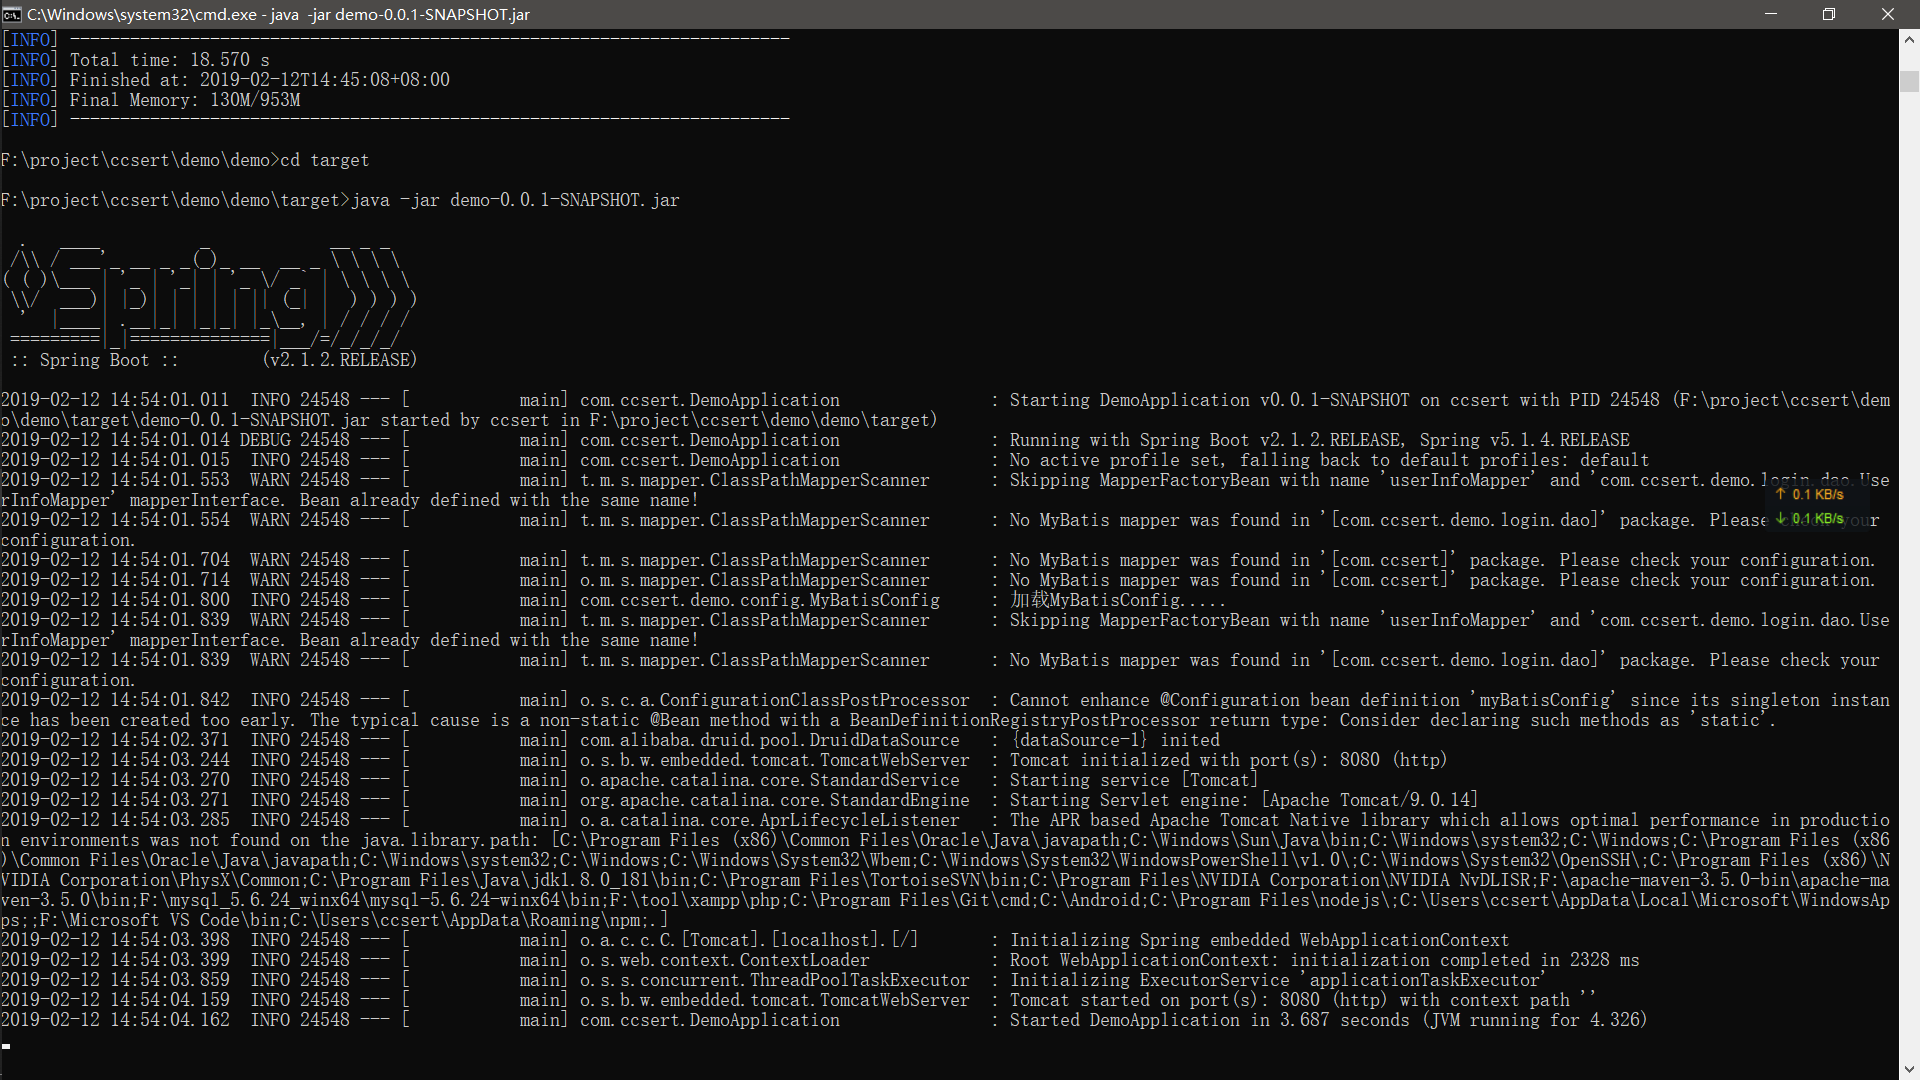 C:\Windows\system32\cmd.exe - java  -jar demo-0.0.1-SNAPSHOT.jar
[INFO] ------------------------------------------------------------------------
[INFO] Total time: 18.570 s
[INFO] Finished at: 2019-02-12T14:45:08+08:00
[INFO] Final Memory: 130M/953M
[INFO] ------------------------------------------------------------------------
F:\project\ccsert\demo\demo>cd target
F:\project\ccsert\demo\demo\target>java -jar demo-0.0.1-SNAPSHOT.jar
  .   ____          _            __ _ _
 /\\ / ___'_ __ _ _(_)_ __  __ _ \ \ \ \
( ( )\___ | '_ | '_| | '_ \/ _` | \ \ \ \
 \\/  ___)| |_)| | | | | || (_| |  ) ) ) )
  '  |____| .__|_| |_|_| |_\__, | / / / /
 =========|_|==============|___/=/_/_/_/
 :: Spring Boot ::        (v2.1.2.RELEASE)
2019-02-12 14:54:01.011  INFO 24548 --- [           main] com.ccsert.DemoApplication               : Starting DemoApplication v0.0.1-SNAPSHOT on ccsert with PID 24548 (F:\project\ccsert\dem
o\demo\target\demo-0.0.1-SNAPSHOT.jar started by ccsert in F:\project\ccsert\demo\demo\target)
2019-02-12 14:54:01.014 DEBUG 24548 --- [           main] com.ccsert.DemoApplication               : Running with Spring Boot v2.1.2.RELEASE, Spring v5.1.4.RELEASE
2019-02-12 14:54:01.015  INFO 24548 --- [           main] com.ccsert.DemoApplication               : No active profile set, falling back to default profiles: default
2019-02-12 14:54:01.553  WARN 24548 --- [           main] t.m.s.mapper.ClassPathMapperScanner      : Skipping MapperFactoryBean with name 'userInfoMapper' and 'com.ccsert.demo.login.dao.Use
rInfoMapper' mapperInterface. Bean already defined with the same name!
↑ 0.1 KB/s
2019-02-12 14:54:01.554  WARN 24548 --- [           main] t.m.s.mapper.ClassPathMapperScanner      : No MyBatis mapper was found in '[com.ccsert.demo.login.dao]' package. Please check your
↓ 0.1 KB/s
configuration.
2019-02-12 14:54:01.704  WARN 24548 --- [           main] t.m.s.mapper.ClassPathMapperScanner      : No MyBatis mapper was found in '[com.ccsert]' package. Please check your configuration.
2019-02-12 14:54:01.714  WARN 24548 --- [           main] o.m.s.mapper.ClassPathMapperScanner      : No MyBatis mapper was found in '[com.ccsert]' package. Please check your configuration.
2019-02-12 14:54:01.800  INFO 24548 --- [           main] com.ccsert.demo.config.MyBatisConfig     : 加载MyBatisConfig.....
2019-02-12 14:54:01.839  WARN 24548 --- [           main] t.m.s.mapper.ClassPathMapperScanner      : Skipping MapperFactoryBean with name 'userInfoMapper' and 'com.ccsert.demo.login.dao.Use
rInfoMapper' mapperInterface. Bean already defined with the same name!
2019-02-12 14:54:01.839  WARN 24548 --- [           main] t.m.s.mapper.ClassPathMapperScanner      : No MyBatis mapper was found in '[com.ccsert.demo.login.dao]' package. Please check your
configuration.
2019-02-12 14:54:01.842  INFO 24548 --- [           main] o.s.c.a.ConfigurationClassPostProcessor  : Cannot enhance @Configuration bean definition 'myBatisConfig' since its singleton instan
ce has been created too early. The typical cause is a non-static @Bean method with a BeanDefinitionRegistryPostProcessor return type: Consider declaring such methods as 'static'.
2019-02-12 14:54:02.371  INFO 24548 --- [           main] com.alibaba.druid.pool.DruidDataSource   : {dataSource-1} inited
2019-02-12 14:54:03.244  INFO 24548 --- [           main] o.s.b.w.embedded.tomcat.TomcatWebServer  : Tomcat initialized with port(s): 8080 (http)
2019-02-12 14:54:03.270  INFO 24548 --- [           main] o.apache.catalina.core.StandardService   : Starting service [Tomcat]
2019-02-12 14:54:03.271  INFO 24548 --- [           main] org.apache.catalina.core.StandardEngine  : Starting Servlet engine: [Apache Tomcat/9.0.14]
2019-02-12 14:54:03.285  INFO 24548 --- [           main] o.a.catalina.core.AprLifecycleListener   : The APR based Apache Tomcat Native library which allows optimal performance in productio
n environments was not found on the java.library.path: [C:\Program Files (x86)\Common Files\Oracle\Java\javapath;C:\Windows\Sun\Java\bin;C:\Windows\system32;C:\Windows;C:\Program Files (x86
)\Common Files\Oracle\Java\javapath;C:\Windows\system32;C:\Windows;C:\Windows\System32\Wbem;C:\Windows\System32\WindowsPowerShell\v1.0\;C:\Windows\System32\OpenSSH\;C:\Program Files (x86)\N
VIDIA Corporation\PhysX\Common;C:\Program Files\Java\jdk1.8.0_181\bin;C:\Program Files\TortoiseSVN\bin;C:\Program Files\NVIDIA Corporation\NVIDIA NvDLISR;F:\apache-maven-3.5.0-bin\apache-ma
ven-3.5.0\bin;F:\mysql_5.6.24_winx64\mysql-5.6.24-winx64\bin;F:\tool\xampp\php;C:\Program Files\Git\cmd;C:\Android;C:\Program Files\nodejs\;C:\Users\ccsert\AppData\Local\Microsoft\WindowsAp
ps;;F:\Microsoft VS Code\bin;C:\Users\ccsert\AppData\Roaming\npm;.]
2019-02-12 14:54:03.398  INFO 24548 --- [           main] o.a.c.c.C.[Tomcat].[localhost].[/]       : Initializing Spring embedded WebApplicationContext
2019-02-12 14:54:03.399  INFO 24548 --- [           main] o.s.web.context.ContextLoader            : Root WebApplicationContext: initialization completed in 2328 ms
2019-02-12 14:54:03.859  INFO 24548 --- [           main] o.s.s.concurrent.ThreadPoolTaskExecutor  : Initializing ExecutorService 'applicationTaskExecutor'
2019-02-12 14:54:04.159  INFO 24548 --- [           main] o.s.b.w.embedded.tomcat.TomcatWebServer  : Tomcat started on port(s): 8080 (http) with context path ''
2019-02-12 14:54:04.162  INFO 24548 --- [           main] com.ccsert.DemoApplication               : Started DemoApplication in 3.687 seconds (JVM running for 4.326)